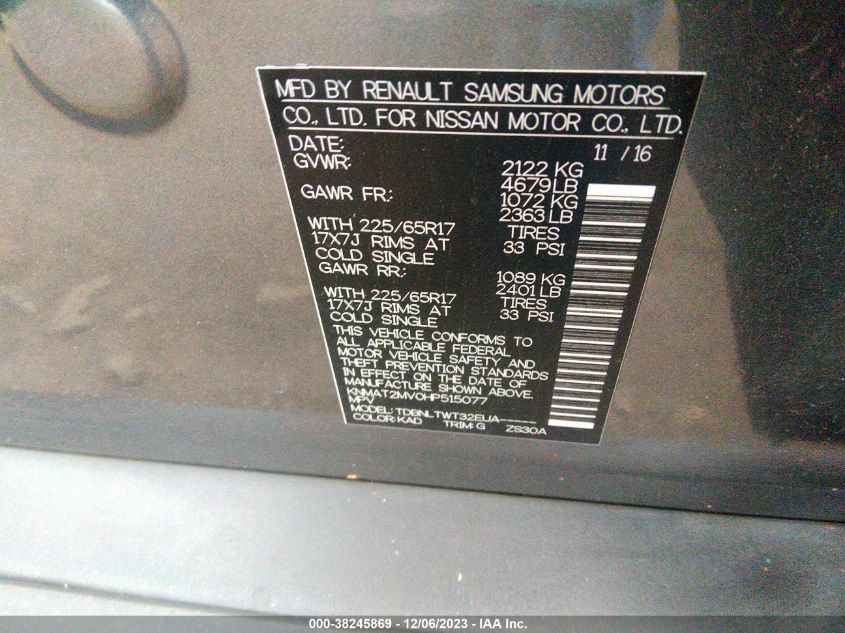 MFD BY RENAULT SAMSUNG MOTORS
CO., LTD. FOR NISSAN MOTOR CO., LTD.
DATE: 11 / 16
GVWR: 2122 KG
4679 LB
GAWR FR: 1072 KG
2363 LB
WITH 225/65R17 TIRES
17X7J RIMS AT 33 PSI
COLD SINGLE
GAWR RR: 1089 KG
2401 LB
WITH 225/65R17 TIRES
17X7J RIMS AT 33 PSI
COLD SINGLE
THIS VEHICLE CONFORMS TO
ALL APPLICABLE FEDERAL
MOTOR VEHICLE SAFETY AND
THEFT PREVENTION STANDARDS
IN EFFECT ON THE DATE OF
MANUFACTURE SHOWN ABOVE.
KNMAT2MV0HP515077
MPV
MODEL: TDBNLTWT32EUA-----
COLOR: KAD TRIM: G ZS30A
000-38245869 - 12/06/2023 - IAA Inc.